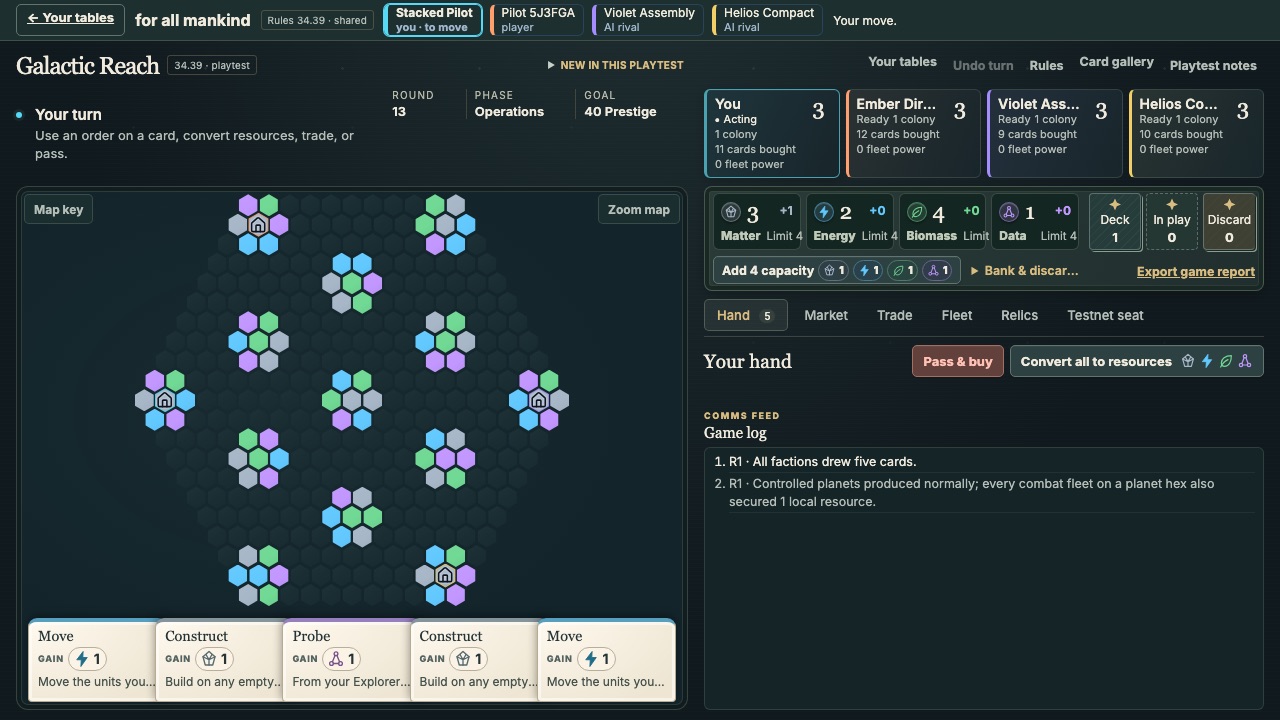 ← Your tables
for all mankind
Rules 34.39 · shared
Stacked Pilot
you · to move
Pilot 5J3FGA
player
Violet Assembly
AI rival
Helios Compact
AI rival
Your move.
Galactic Reach
34.39 · playtest
▶ NEW IN THIS PLAYTEST
Your tables
Undo turn
Rules
Card gallery
Playtest notes
Your turn
Use an order on a card, convert resources, trade, or
pass.
ROUND
13
PHASE
Operations
GOAL
40 Prestige
You
3
• Acting
1 colony
11 cards bought
0 fleet power
Ember Dir...
3
Ready 1 colony
12 cards bought
0 fleet power
Violet Ass...
3
Ready 1 colony
9 cards bought
0 fleet power
Helios Co...
3
Ready 1 colony
10 cards bought
0 fleet power
Map key
Zoom map
3 +1
Matter Limit 4
2 +0
Energy Limit 4
4 +0
Biomass Limit
1 +0
Data Limit 4
Deck
1
In play
0
Discard
0
Add 4 capacity 1 1 1 1
▶ Bank & discar...
Export game report
Hand 5
Market
Trade
Fleet
Relics
Testnet seat
Your hand
Pass & buy
Convert all to resources
COMMS FEED
Game log
1. R1 · All factions drew five cards.
2. R1 · Controlled planets produced normally; every combat fleet on a planet hex also
secured 1 local resource.
Move
GAIN 1
Move the units you...
Construct
GAIN 1
Build on any empty...
Probe
GAIN 1
From your Explorer...
Construct
GAIN 1
Build on any empty...
Move
GAIN 1
Move the units you...